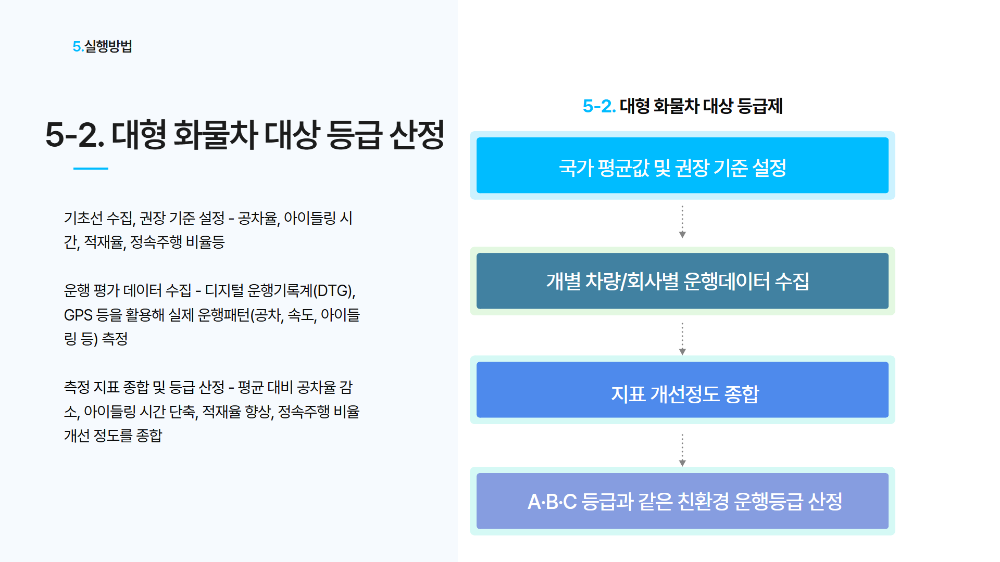 5.실행방법
5-2. 대형 화물차 대상 등급 산정
기초선 수집, 권장 기준 설정 - 공차율, 아이들링 시
간, 적재율, 정속주행 비율등
운행 평가 데이터 수집 - 디지털 운행기록계(DTG),
GPS 등을 활용해 실제 운행패턴(공차, 속도, 아이들
링 등) 측정
측정 지표 종합 및 등급 산정 - 평균 대비 공차율 감
소, 아이들링 시간 단축, 적재율 향상, 정속주행 비율
개선 정도를 종합
5-2. 대형 화물차 대상 등급제
국가 평균값 및 권장 기준 설정
개별 차량/회사별 운행데이터 수집
지표 개선정도 종합
A·B·C 등급과 같은 친환경 운행등급 산정